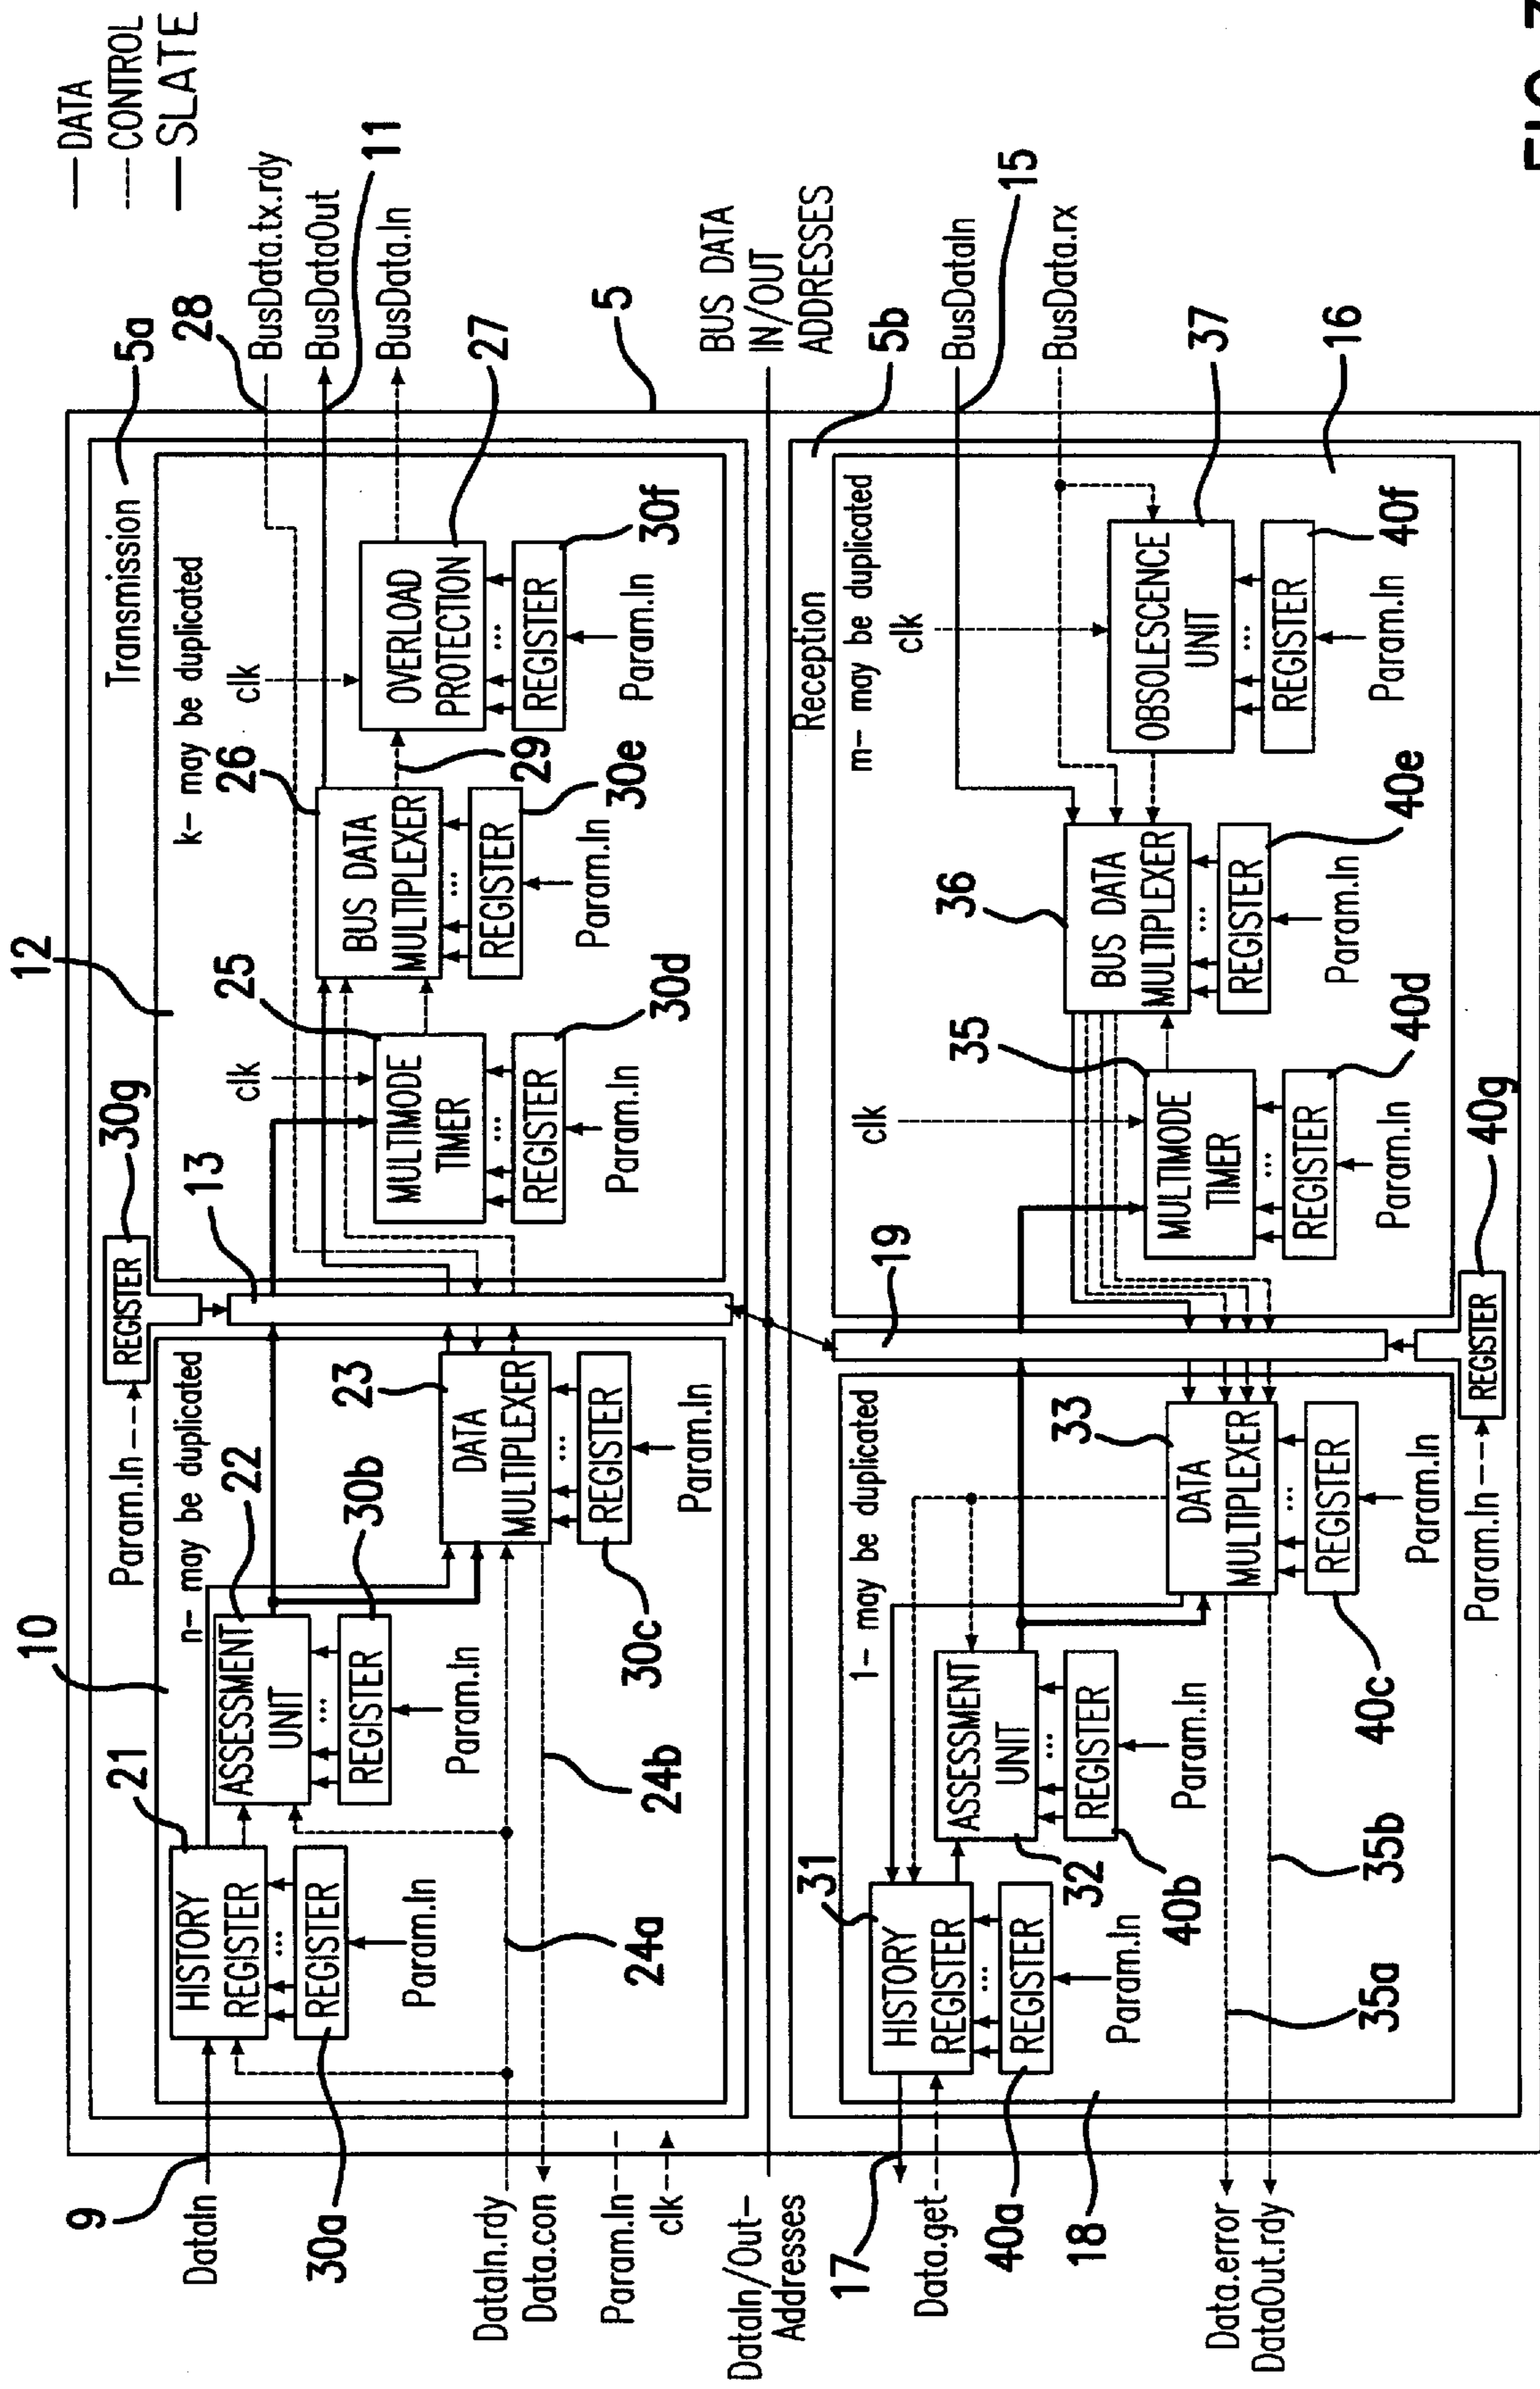 DATA
CONTROL
SLATE
12
10
13
30g
REGISTER
Param.In
Transmission
5a
28
BusData.tx.rdy
BusDataOut
11
BusData.In
n- may be duplicated
k- may be duplicated
9
DataIn
21
HISTORY
REGISTER
...
REGISTER
30a
Param.In
22
ASSESSMENT
UNIT
...
REGISTER
30b
Param.In
23
DATA
MULTIPLEXER
...
REGISTER
30c
Param.In
24a
24b
25
clk
MULTIMODE
TIMER
...
REGISTER
30d
Param.In
26
BUS DATA
MULTIPLEXER
...
REGISTER
30e
Param.In
29
clk
OVERLOAD
PROTECTION
27
...
REGISTER
30f
Param.In
DataIn.rdy
Data.con
Param.In
clk
DataIn/Out-
Addresses
5
BUS DATA
IN/OUT
ADDRESSES
Reception
5b
l- may be duplicated
m- may be duplicated
BusDataIn
15
BusData.rx
17
Data.get
31
HISTORY
REGISTER
...
REGISTER
40a
Param.In
18
ASSESSMENT
UNIT
32
...
REGISTER
40b
Param.In
33
DATA
MULTIPLEXER
...
REGISTER
40c
Param.In
19
35
clk
MULTIMODE
TIMER
...
REGISTER
40d
Param.In
36
BUS DATA
MULTIPLEXER
...
REGISTER
40e
Param.In
clk
OBSOLESCENCE
UNIT
37
...
REGISTER
40f
Param.In
16
Data.error
DataOut.rdy
35a
35b
Param.In
REGISTER
40g